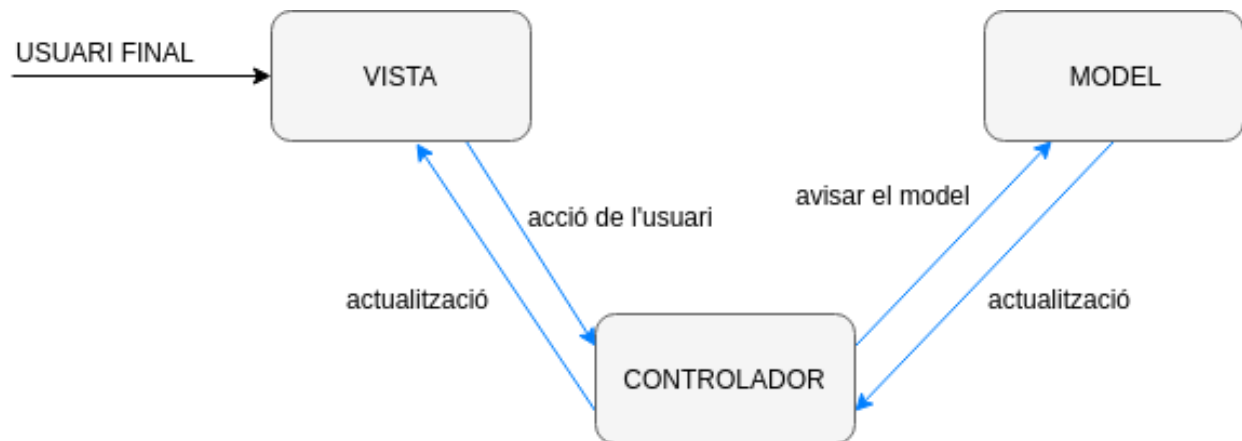 USUARI FINAL
VISTA
MODEL
acció de l'usuari
avisar el model
actualització
actualització
CONTROLADOR